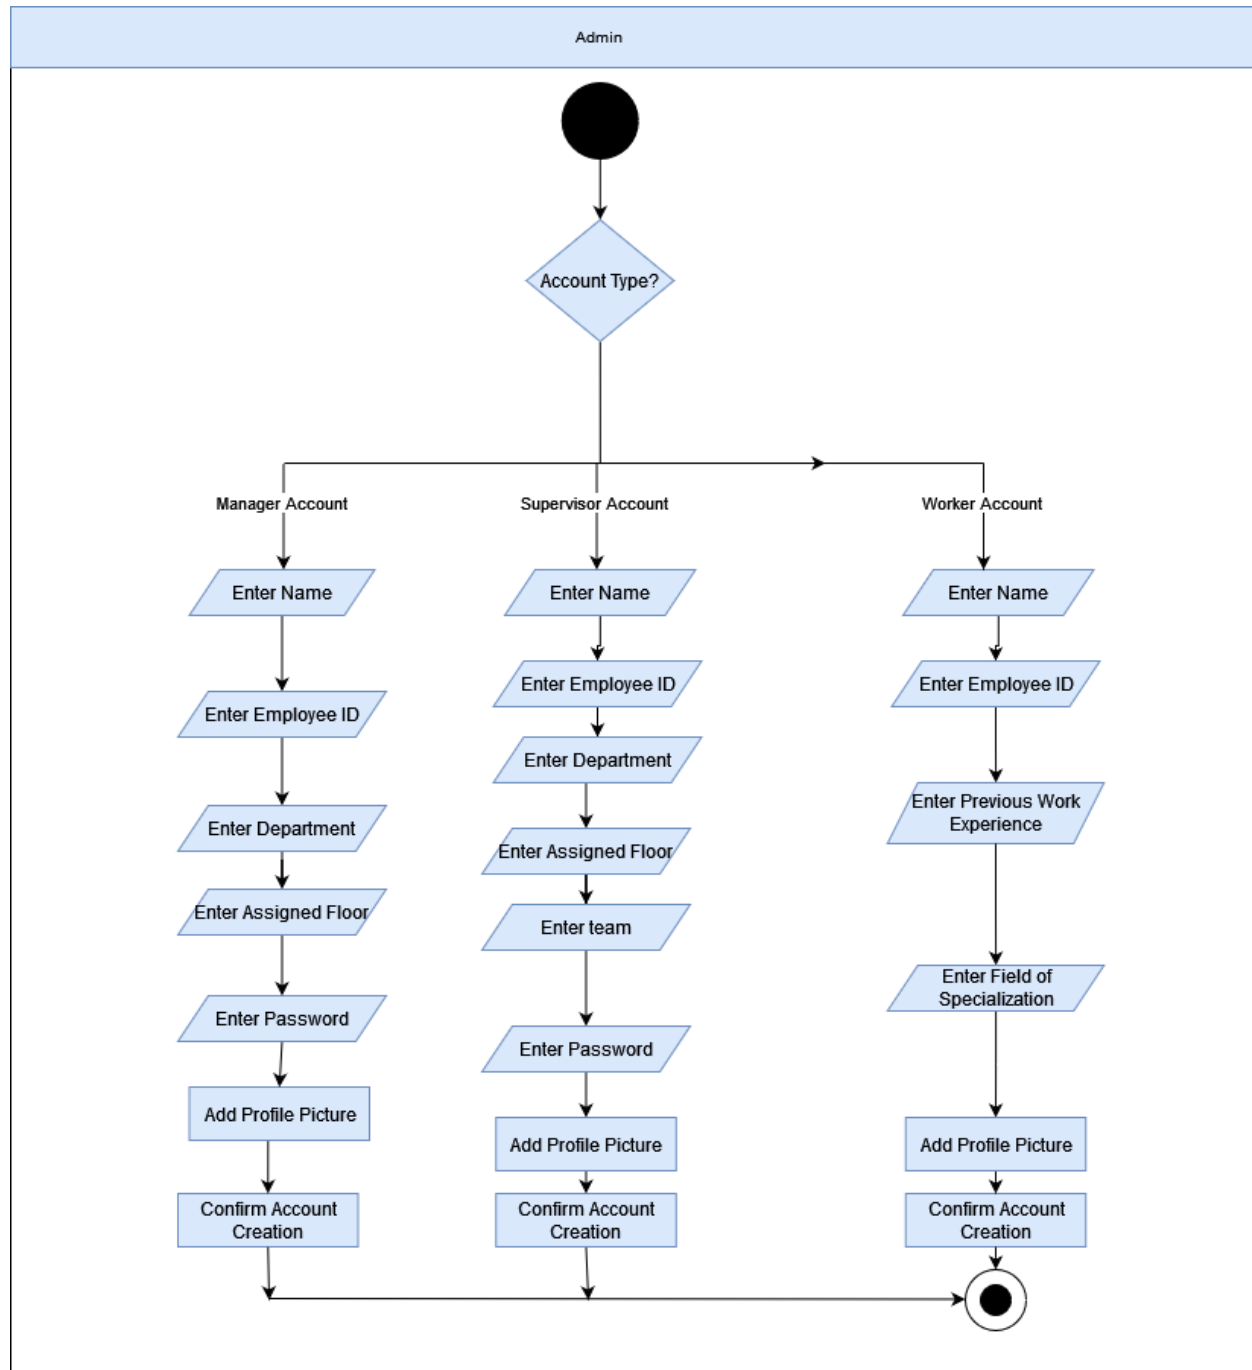 Admin
Account Type?
Manager Account
Supervisor Account
Worker Account
Enter Name
Enter Employee ID
Enter Department
Enter Assigned Floor
Enter Password
Add Profile Picture
Confirm Account
Creation
Enter Name
Enter Employee ID
Enter Department
Enter Assigned Floor
Enter team
Enter Password
Add Profile Picture
Confirm Account
Creation
Enter Name
Enter Employee ID
Enter Previous Work
Experience
Enter Field of
Specialization
Add Profile Picture
Confirm Account
Creation